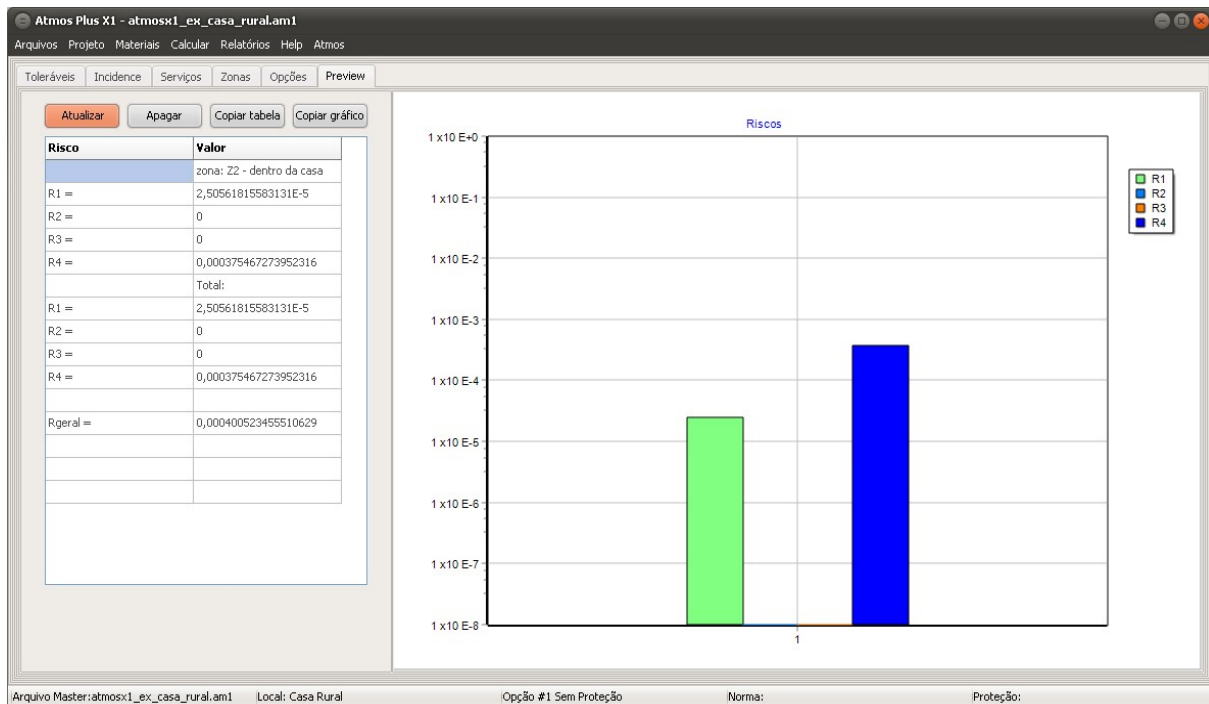 Atmos Plus X1 - atmosx1_ex_casa_rural.am1
Arquivos Projeto Materiais Calcular Relatórios Help Atmos
Toleráveis Incidence Serviços Zonas Opções Preview
Atualizar Apagar Copiar tabela Copiar gráfico
Risco Valor
zona: Z2 - dentro da casa
R1 = 2,50561815583131E-5
R2 = 0
R3 = 0
R4 = 0,000375467273952316
Total:
R1 = 2,50561815583131E-5
R2 = 0
R3 = 0
R4 = 0,000375467273952316
Rgeral = 0,000400523455510629
Riscos
1 x10 E+0
1 x10 E-1
1 x10 E-2
1 x10 E-3
1 x10 E-4
1 x10 E-5
1 x10 E-6
1 x10 E-7
1 x10 E-8
1
R1
R2
R3
R4
Arquivo Master:atmosx1_ex_casa_rural.am1 Local: Casa Rural Opção #1 Sem Proteção Norma: Proteção: